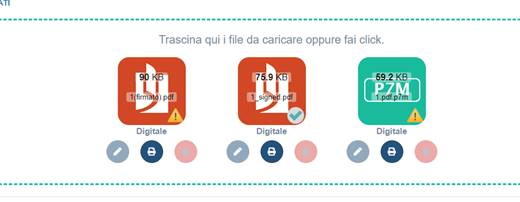 ATI
Trascina qui i file da caricare oppure fai click.
90 KB
1(firmato).pdf
Digitale
75.9 KB
1_signed.pdf
Digitale
59.2 KB
P7M
1.pdf.p7m
Digitale